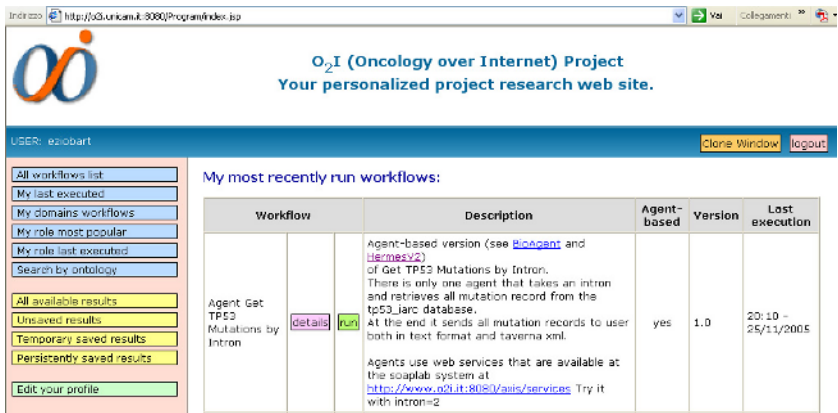 Indirizzo http://o2i.unicam.it:8080/Program/index.jsp Vai Collegamenti »
O2I (Oncology over Internet) Project
Your personalized project research web site.
USER: eziobart Clone Window logout
All workflows list
My last executed
My domains workflows
My role most popular
My role last executed
Search by ontology
All available results
Unsaved results
Temporary saved results
Persistently saved results
Edit your profile
My most recently run workflows:
Workflow Description Agent-based Version Last execution
Agent Get
TP53
Mutations by
Intron
details run
Agent-based version (see BioAgent and
HermesV2)
of Get TP53 Mutations by Intron.
There is only one agent that takes an intron
and retrieves all mutation record from the
tp53_iarc database.
At the end it sends all mutation records to user
both in text format and taverna xml.
Agents use web services that are available at
the soaplab system at
http://www.o2i.it:8080/axis/services Try it
with intron=2
yes
1.0
20:10 -
25/11/2005